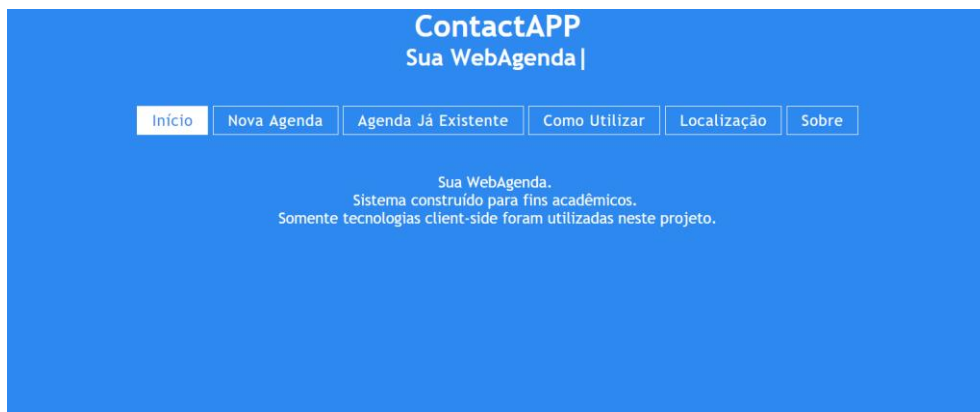 ContactAPP
Sua WebAgenda|
Início Nova Agenda Agenda Já Existente Como Utilizar Localização Sobre
Sua WebAgenda.
Sistema construído para fins acadêmicos.
Somente tecnologias client-side foram utilizadas neste projeto.